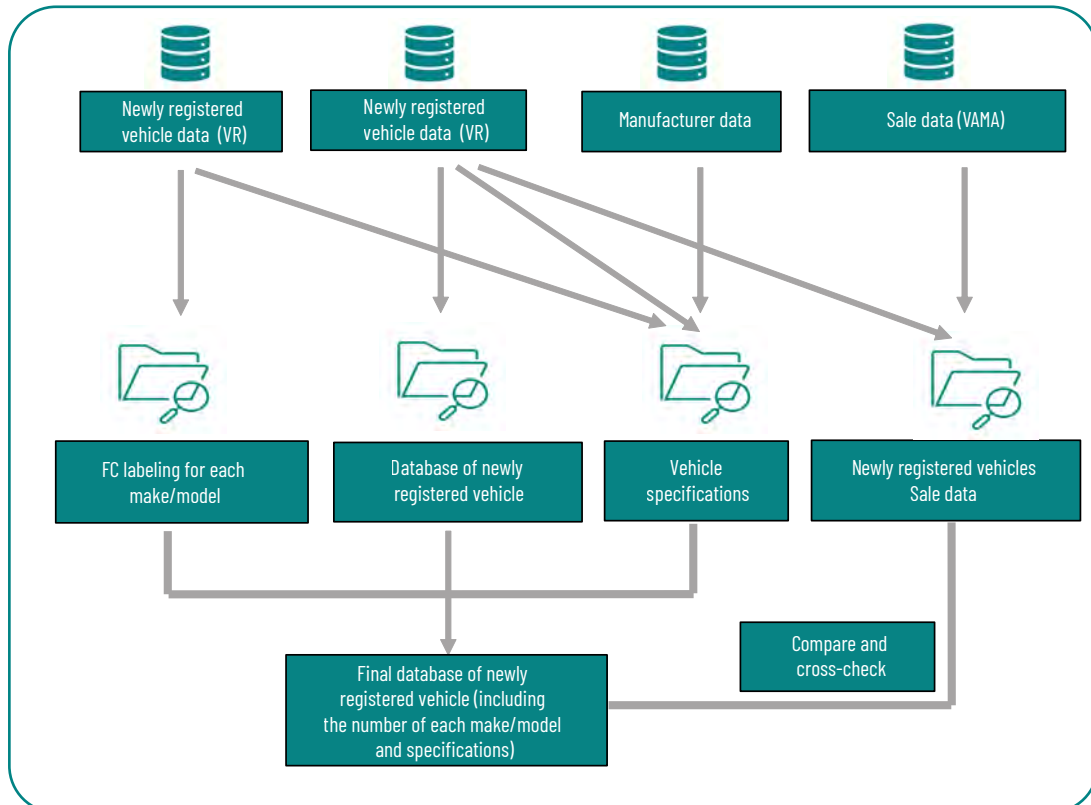 Newly registered
vehicle data (VR)
Newly registered
vehicle data (VR)
Manufacturer data
Sale data (VAMA)
FC labeling for each
make/model
Database of newly
registered vehicle
Vehicle
specifications
Newly registered vehicles
Sale data
Compare and
cross-check
Final database of newly
registered vehicle (including
the number of each make/model
and specifications)